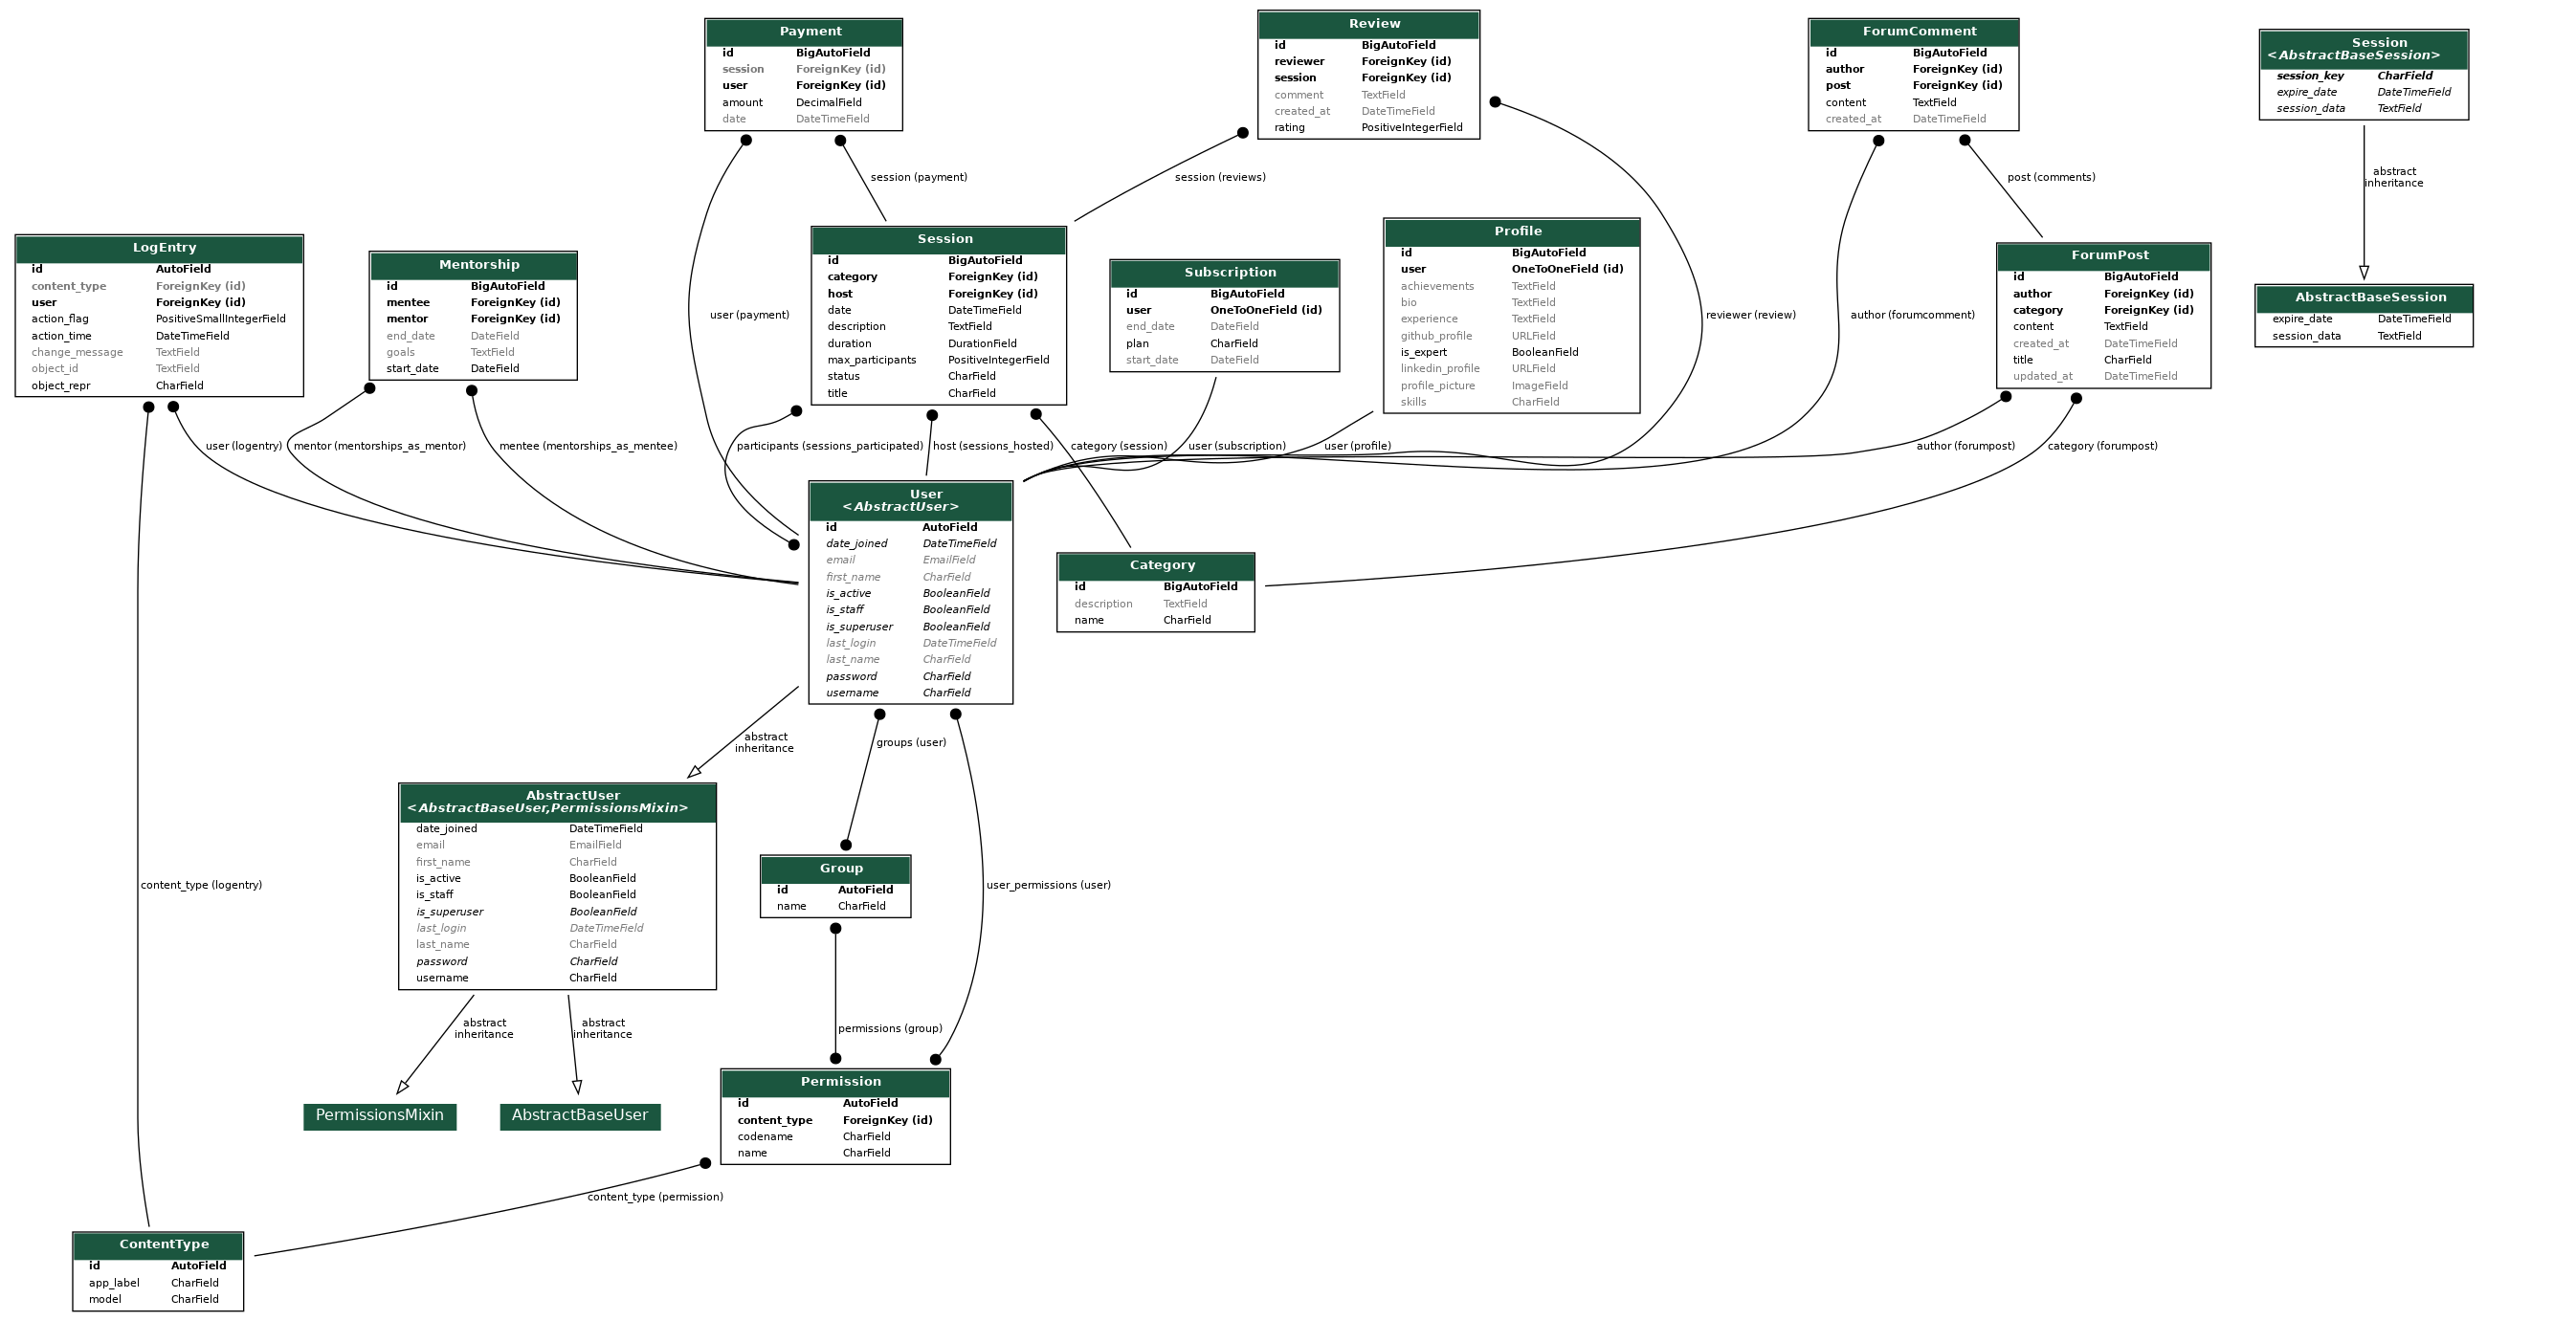 Payment
id BigAutoField
session ForeignKey (id)
user ForeignKey (id)
amount DecimalField
date DateTimeField
Review
id BigAutoField
reviewer ForeignKey (id)
session ForeignKey (id)
comment TextField
created_at DateTimeField
rating PositiveIntegerField
ForumComment
id BigAutoField
author ForeignKey (id)
post ForeignKey (id)
content TextField
created_at DateTimeField
Session
<AbstractBaseSession>
session_key CharField
expire_date DateTimeField
session_data TextField
session (payment)
session (reviews)
post (comments)
abstract
inheritance
LogEntry
id AutoField
content_type ForeignKey (id)
user ForeignKey (id)
action_flag PositiveSmallIntegerField
action_time DateTimeField
change_message TextField
object_id TextField
object_repr CharField
Mentorship
id BigAutoField
mentee ForeignKey (id)
mentor ForeignKey (id)
end_date DateField
goals TextField
start_date DateField
user (payment)
Session
id BigAutoField
category ForeignKey (id)
host ForeignKey (id)
date DateTimeField
description TextField
duration DurationField
max_participants PositiveIntegerField
status CharField
title CharField
Subscription
id BigAutoField
user OneToOneField (id)
end_date DateField
plan CharField
start_date DateField
Profile
id BigAutoField
user OneToOneField (id)
achievements TextField
bio TextField
experience TextField
github_profile URLField
is_expert BooleanField
linkedin_profile URLField
profile_picture ImageField
skills CharField
reviewer (review)
author (forumcomment)
ForumPost
id BigAutoField
author ForeignKey (id)
category ForeignKey (id)
content TextField
created_at DateTimeField
title CharField
updated_at DateTimeField
AbstractBaseSession
expire_date DateTimeField
session_data TextField
user (logentry)
mentor (mentorships_as_mentor)
mentee (mentorships_as_mentee)
participants (sessions_participated)
host (sessions_hosted)
category (session)
user (subscription)
user (profile)
author (forumpost)
category (forumpost)
User
<AbstractUser>
id AutoField
date_joined DateTimeField
email EmailField
first_name CharField
is_active BooleanField
is_staff BooleanField
is_superuser BooleanField
last_login DateTimeField
last_name CharField
password CharField
username CharField
Category
id BigAutoField
description TextField
name CharField
abstract
inheritance
groups (user)
AbstractUser
<AbstractBaseUser,PermissionsMixin>
date_joined DateTimeField
email EmailField
first_name CharField
is_active BooleanField
is_staff BooleanField
is_superuser BooleanField
last_login DateTimeField
last_name CharField
password CharField
username CharField
Group
id AutoField
name CharField
content_type (logentry)
user_permissions (user)
abstract
inheritance
abstract
inheritance
permissions (group)
PermissionsMixin
AbstractBaseUser
Permission
id AutoField
content_type ForeignKey (id)
codename CharField
name CharField
content_type (permission)
ContentType
id AutoField
app_label CharField
model CharField